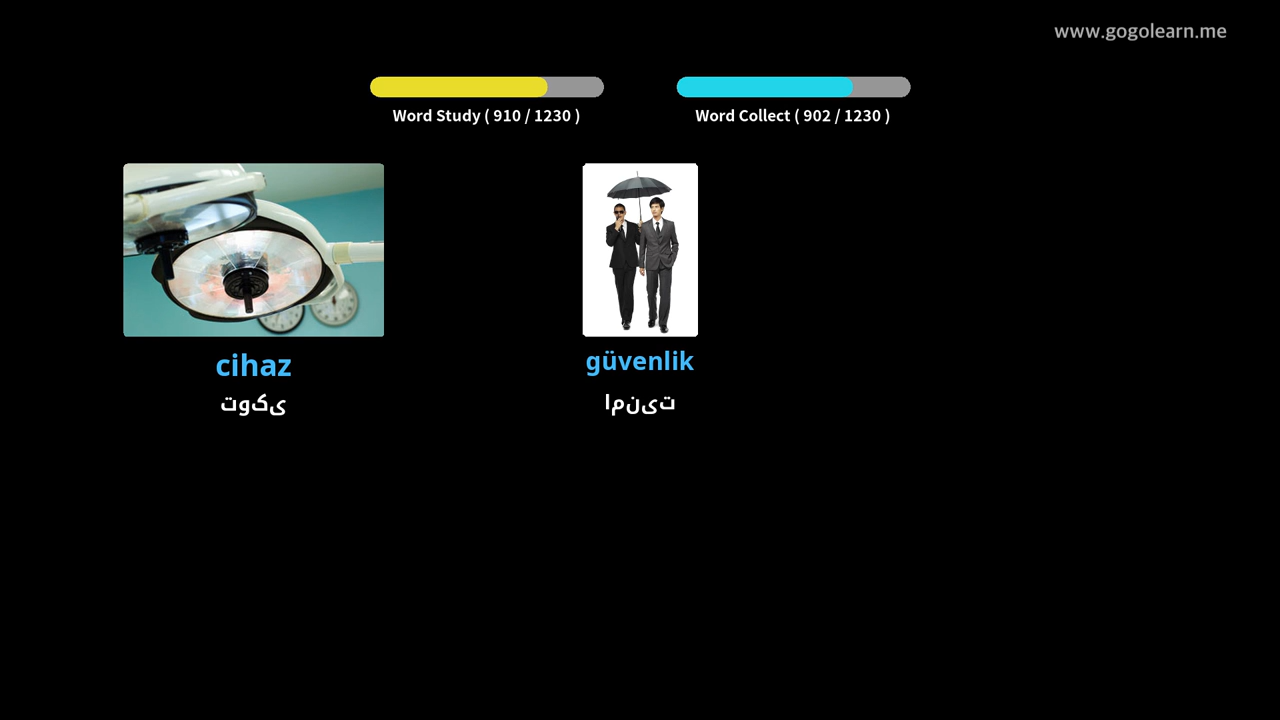 www.gogolearn.me
Word Study ( 910 / 1230 )
Word Collect ( 902 / 1230 )
cihaz
توکی
güvenlik
امنیت